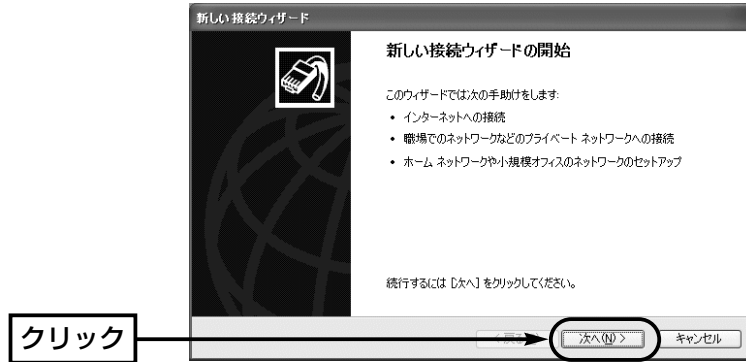 新しい接続ウィザード
新しい接続ウィザードの開始
このウィザードでは次の手助けをします:
• インターネットへの接続
• 職場でのネットワークなどのプライベート ネットワークへの接続
• ホーム ネットワークや小規模オフィスのネットワークのセットアップ
続行するには [次へ] をクリックしてください。
クリック
次へ(N) >
キャンセル